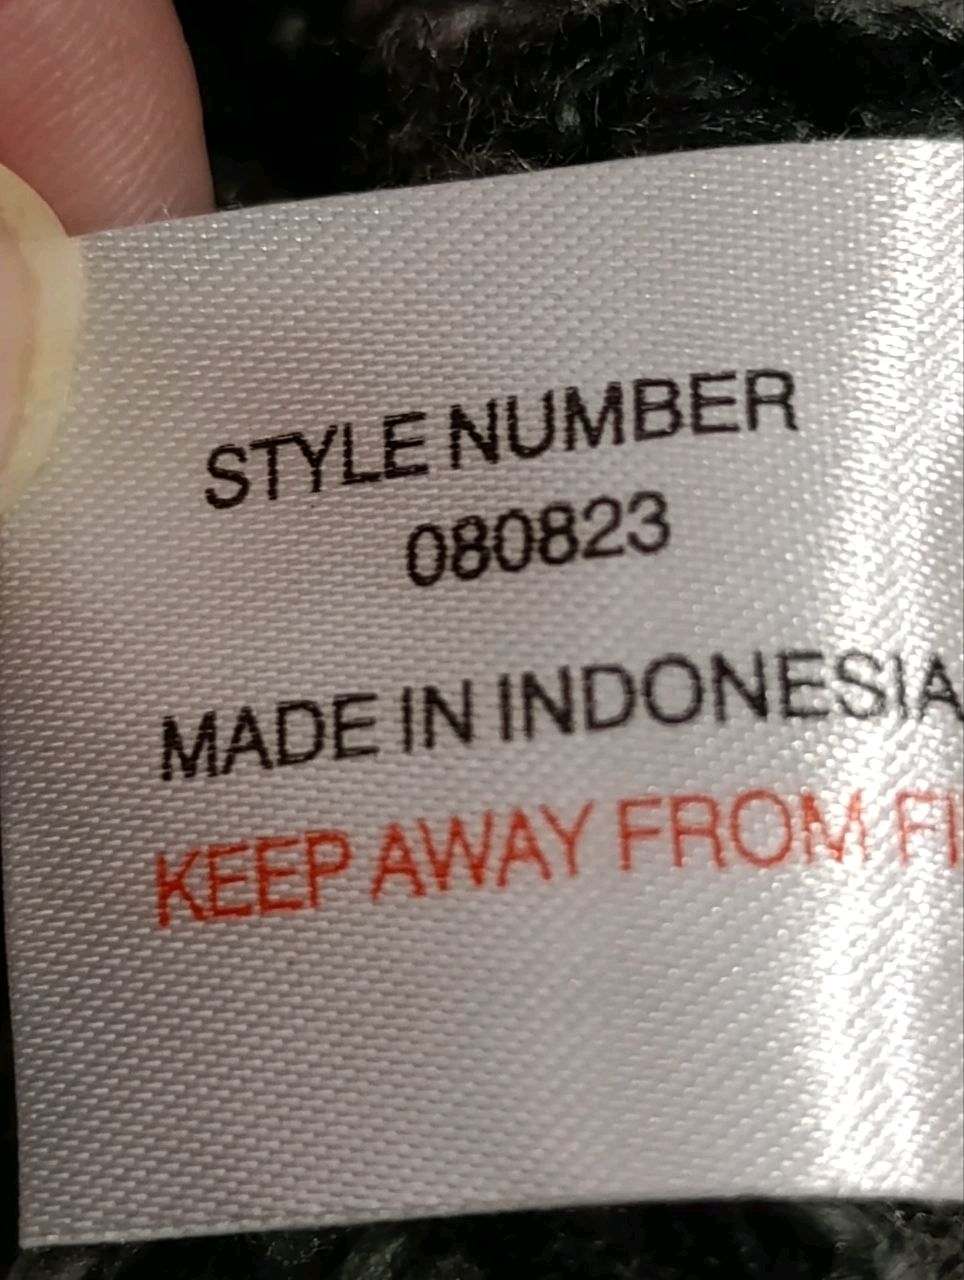 STYLE NUMBER
080823
MADE IN INDONESIA
KEEP AWAY FROM